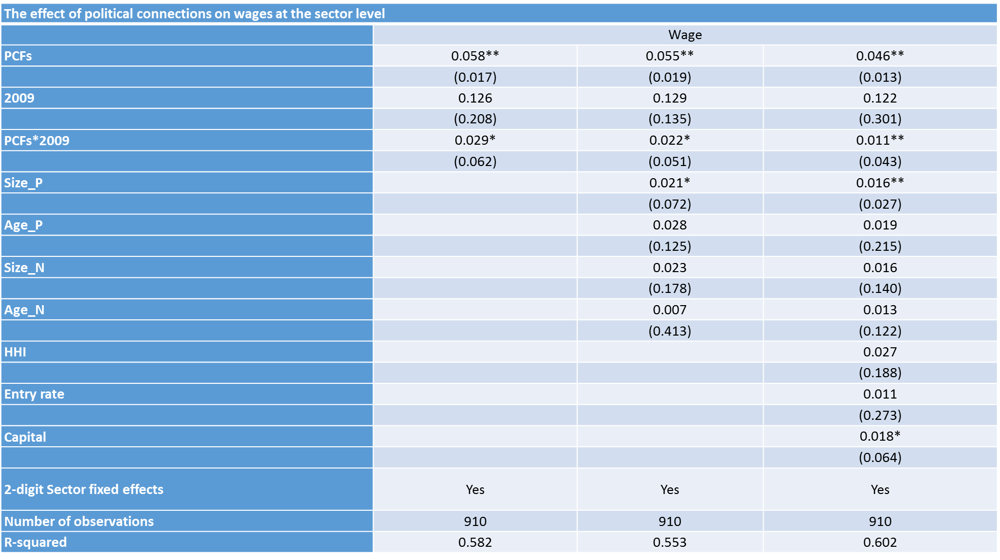 The effect of political connections on wages at the sector level
Wage
PCFs 0.058** 0.055** 0.046**
(0.017) (0.019) (0.013)
2009 0.126 0.129 0.122
(0.208) (0.135) (0.301)
PCFs*2009 0.029* 0.022* 0.011**
(0.062) (0.051) (0.043)
Size_P 0.021* 0.016**
(0.072) (0.027)
Age_P 0.028 0.019
(0.125) (0.215)
Size_N 0.023 0.016
(0.178) (0.140)
Age_N 0.007 0.013
(0.413) (0.122)
HHI 0.027
(0.188)
Entry rate 0.011
(0.273)
Capital 0.018*
(0.064)
2-digit Sector fixed effects Yes Yes Yes
Number of observations 910 910 910
R-squared 0.582 0.553 0.602